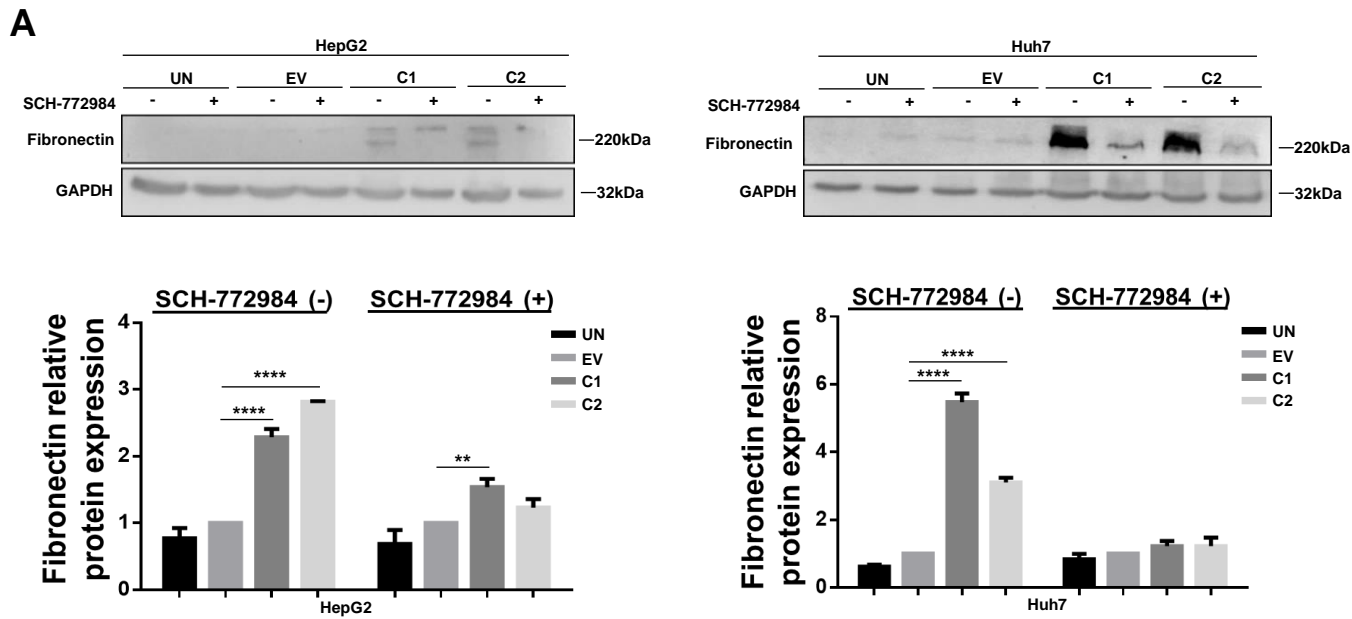 A
HepG2
UN EV C1 C2
SCH-772984 - + - + - + - +
Fibronectin —220kDa
GAPDH —32kDa
Huh7
UN EV C1 C2
SCH-772984 - + - + - + - +
Fibronectin —220kDa
GAPDH —32kDa
SCH-772984 (-) SCH-772984 (+)
Fibronectin relative
protein expression
4
3
2
1
0
****
****
**
UN
EV
C1
C2
HepG2
SCH-772984 (-) SCH-772984 (+)
Fibronectin relative
protein expression
8
6
4
2
0
****
****
UN
EV
C1
C2
Huh7